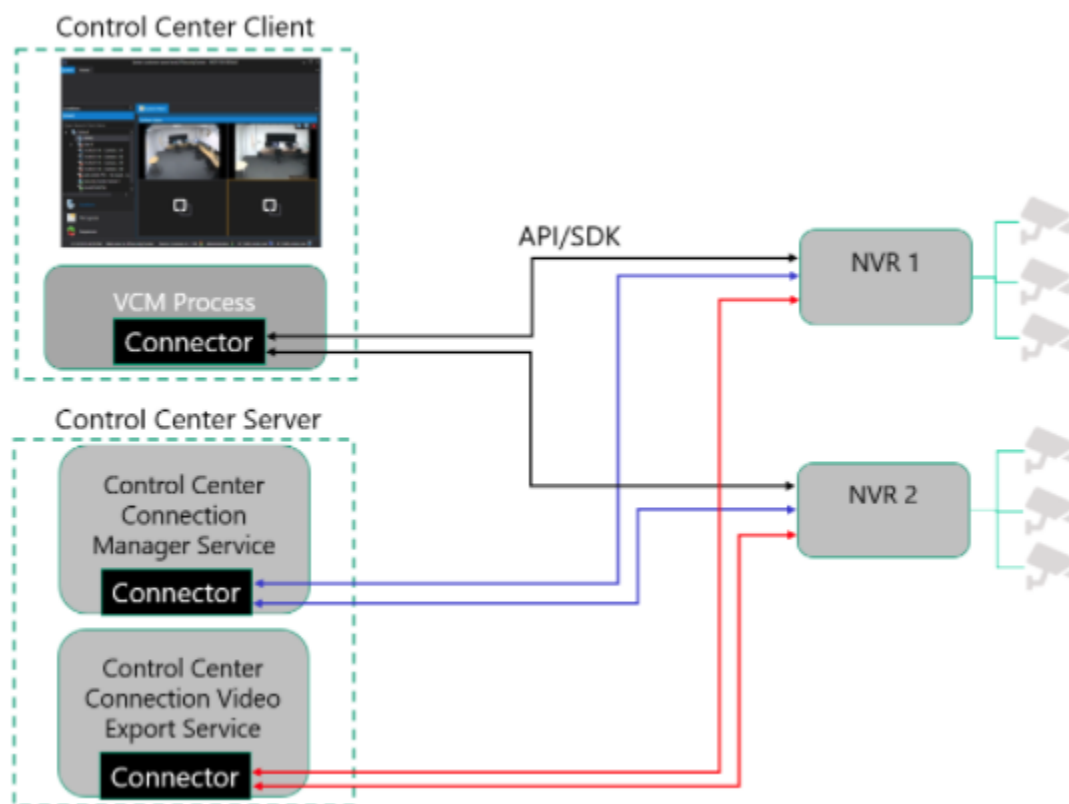 Control Center Client
VCM Process
Connector
API/SDK
NVR 1
Control Center Server
Control Center
Connection
Manager Service
Connector
NVR 2
Control Center
Connection Video
Export Service
Connector